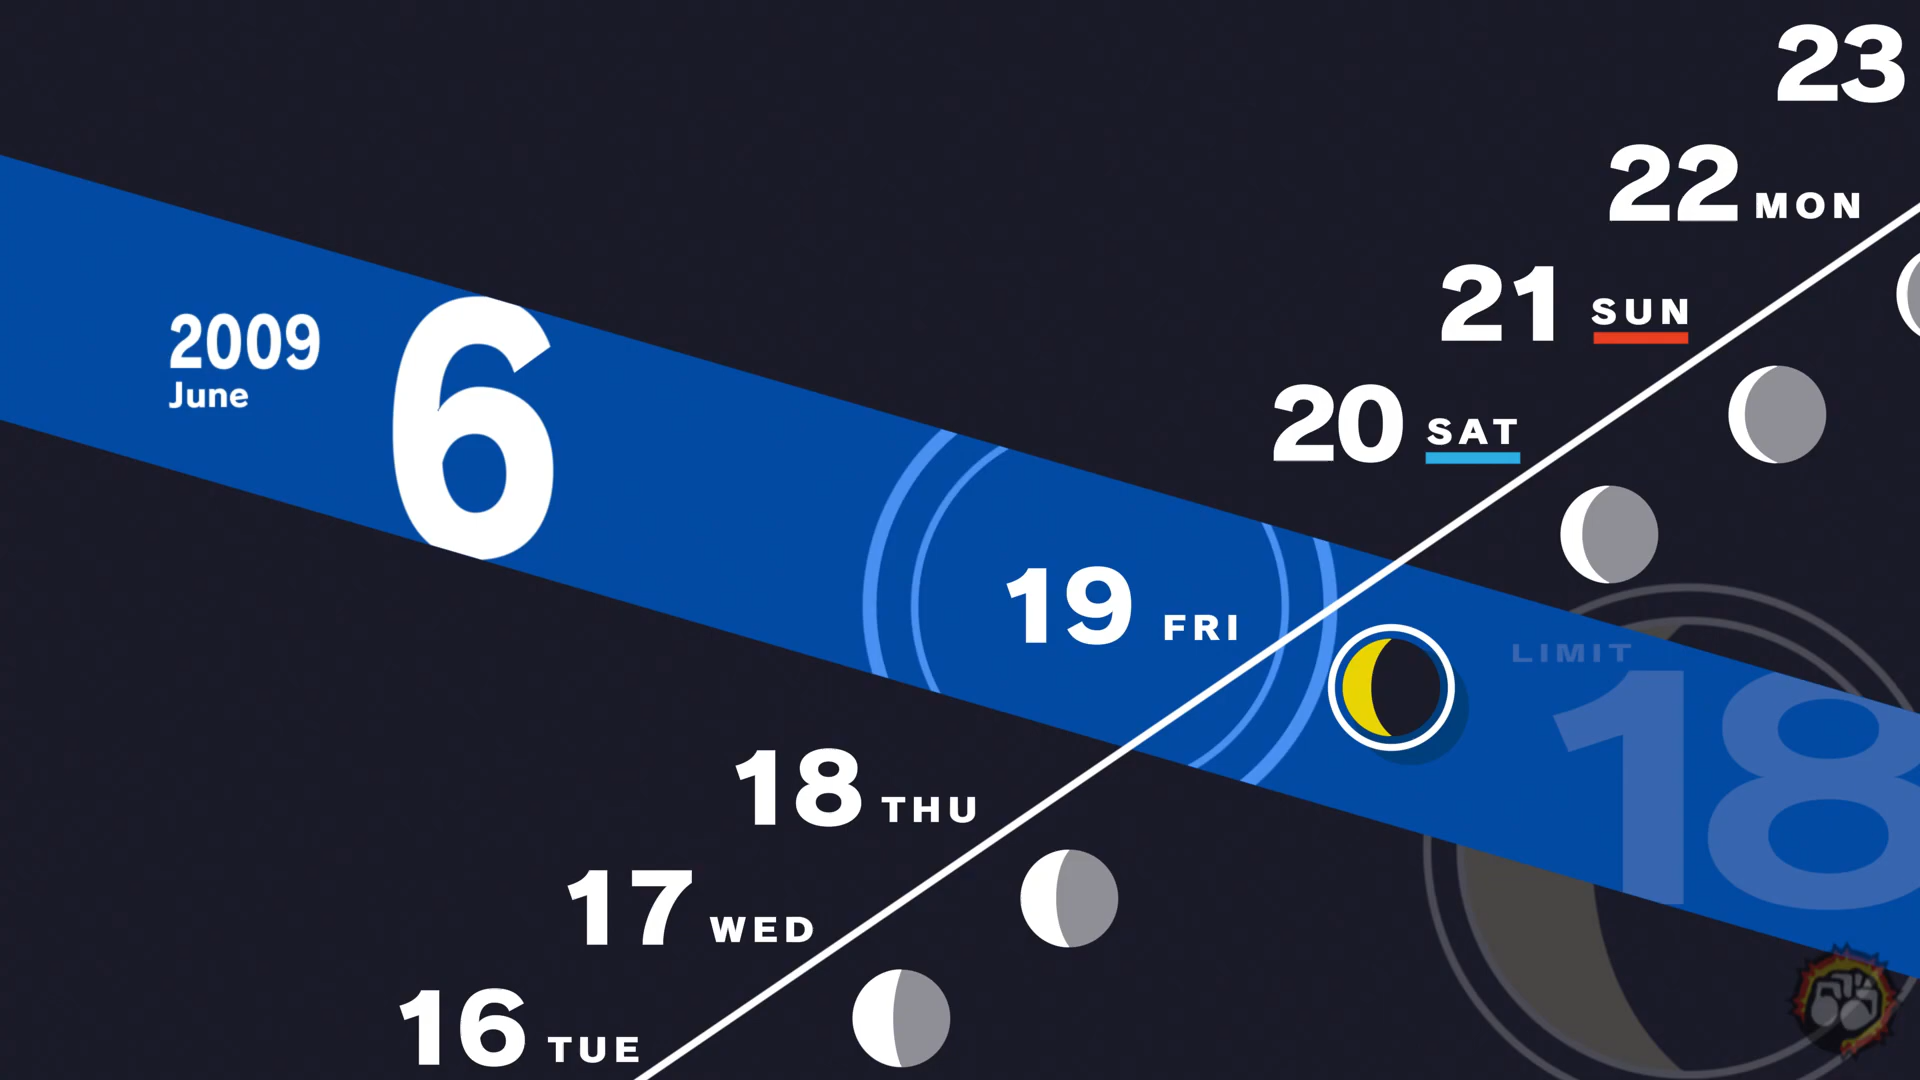 23
22 MON
21 SUN
20 SAT
2009
June
6
19 FRI
LIMIT
18
18 THU
17 WED
16 TUE